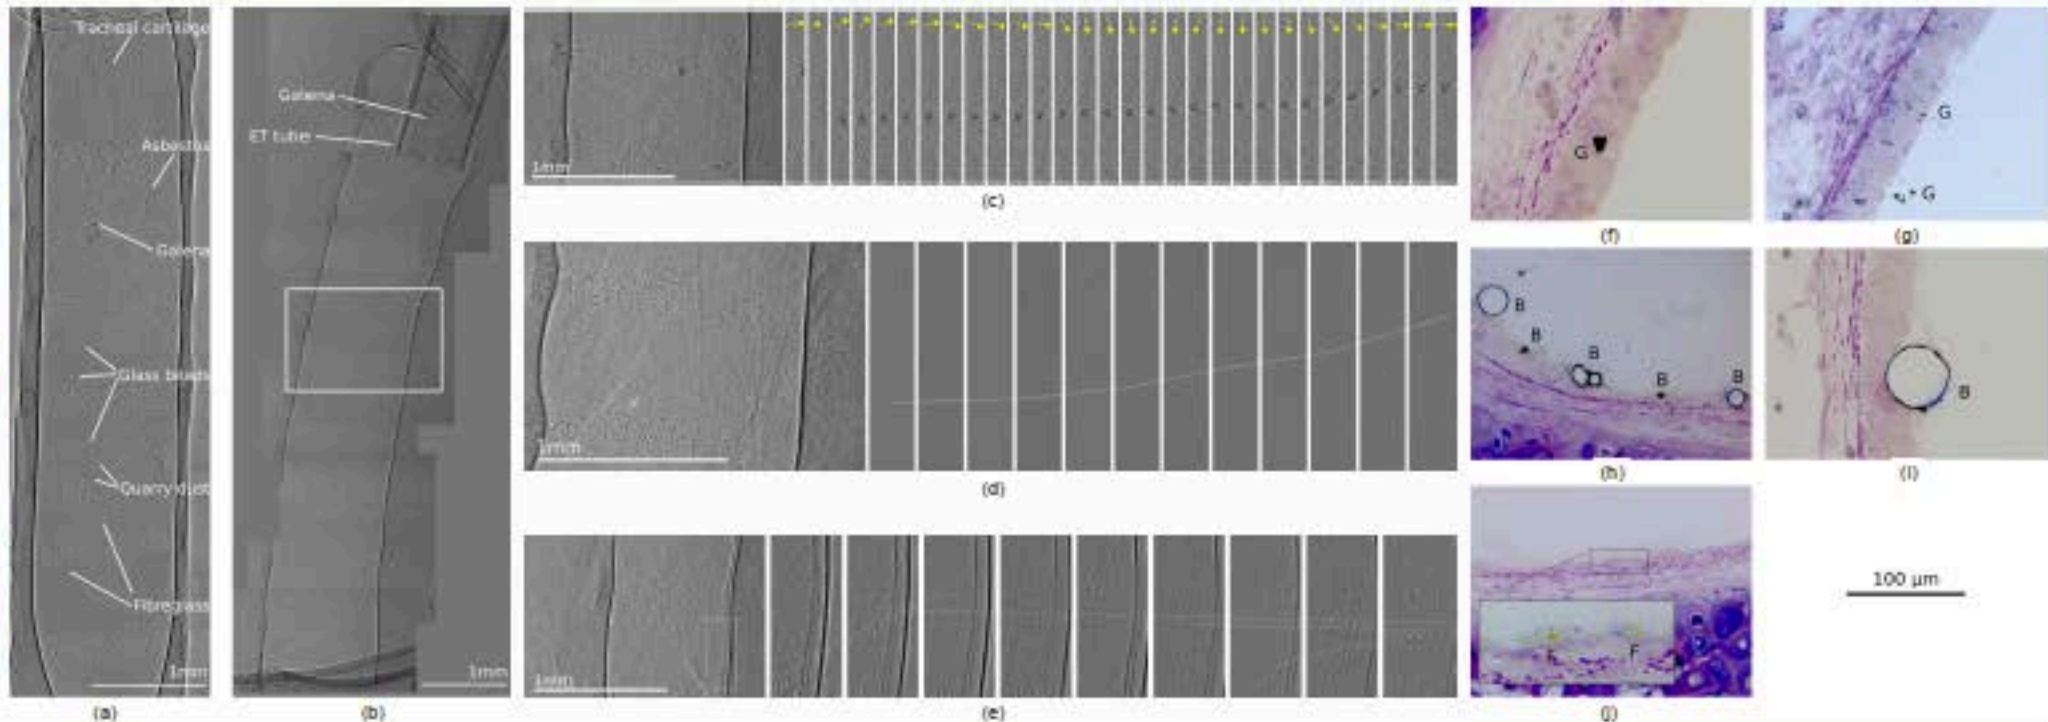 Tracheal cartilage
Asbestos
Galena
Glass beads
Quarry dust
Fibreglass
1mm
(a)
Galena
ET tube
1mm
(b)
1mm
(c)
1mm
(d)
1mm
(e)
G
(f)
G
G
(g)
B
B
B
B
B
(h)
B
(i)
F
(j)
100 μm